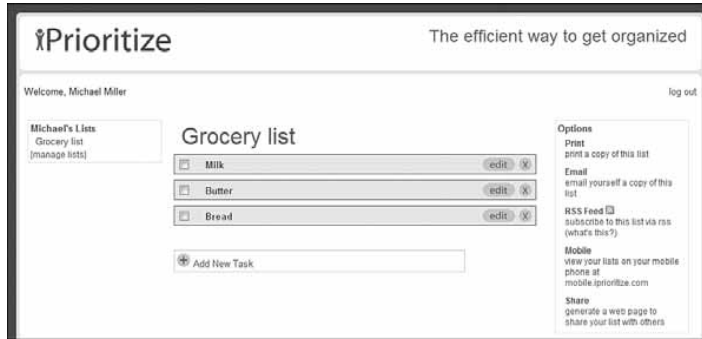 iPrioritize
The efficient way to get organized
Welcome, Michael Miller
log out
Michael's Lists
Grocery list
[manage lists]
Grocery list
Milk edit X
Butter edit X
Bread edit X
Add New Task
Options
Print
print a copy of this list
Email
email yourself a copy of this
list
RSS Feed
subscribe to this list via rss
(what's this?)
Mobile
view your lists on your mobile
phone at
mobile.iprioritize.com
Share
generate a web page to
share your list with others